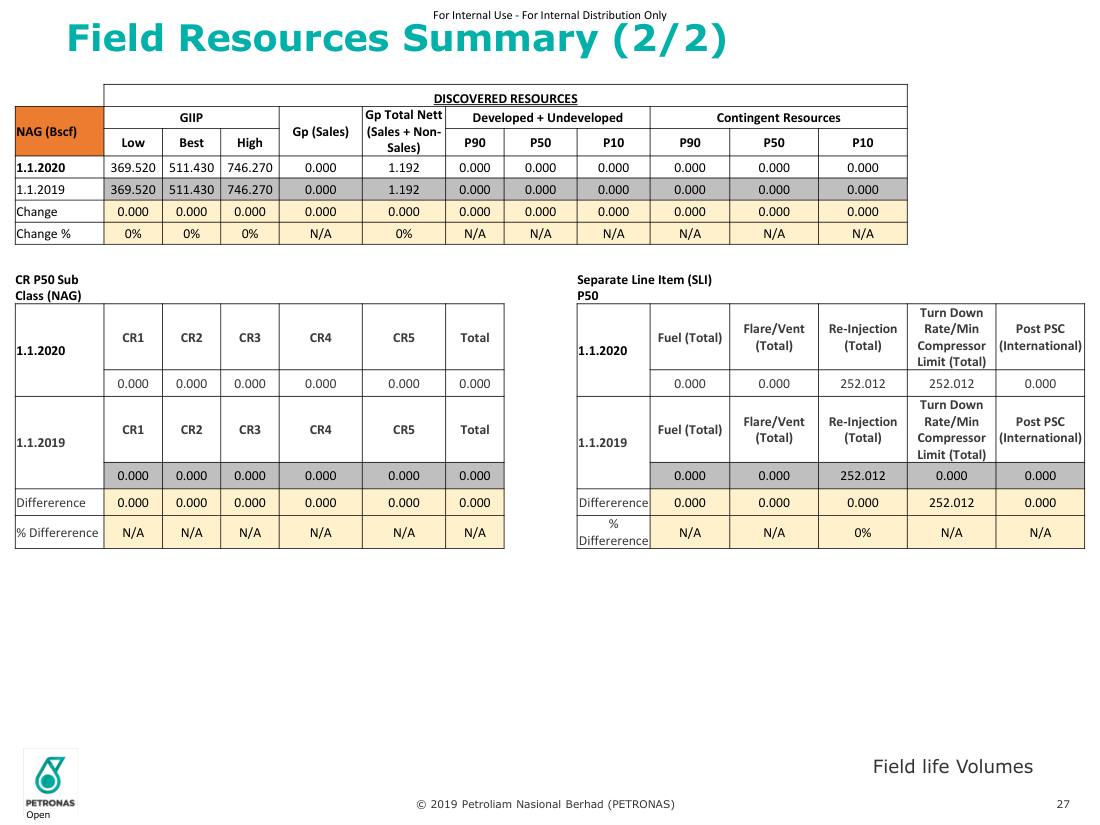 For Internal Use - For Internal Distribution Only
Field Resources Summary (2/2)
DISCOVERED RESOURCES
NAG (Bscf) GIIP Gp (Sales) Gp Total Nett (Sales + Non-Sales) Developed + Undeveloped Contingent Resources
Low Best High P90 P50 P10 P90 P50 P10
1.1.2020 369.520 511.430 746.270 0.000 1.192 0.000 0.000 0.000 0.000 0.000 0.000
1.1.2019 369.520 511.430 746.270 0.000 1.192 0.000 0.000 0.000 0.000 0.000 0.000
Change 0.000 0.000 0.000 0.000 0.000 0.000 0.000 0.000 0.000 0.000 0.000
Change % 0% 0% 0% N/A 0% N/A N/A N/A N/A N/A N/A
CR P50 Sub
Class (NAG)
1.1.2020 CR1 CR2 CR3 CR4 CR5 Total
0.000 0.000 0.000 0.000 0.000 0.000
1.1.2019 CR1 CR2 CR3 CR4 CR5 Total
0.000 0.000 0.000 0.000 0.000 0.000
Differerence 0.000 0.000 0.000 0.000 0.000 0.000
% Differerence N/A N/A N/A N/A N/A N/A
Separate Line Item (SLI)
P50
1.1.2020 Fuel (Total) Flare/Vent (Total) Re-Injection (Total) Turn Down Rate/Min Compressor Limit (Total) Post PSC (International)
0.000 0.000 252.012 252.012 0.000
1.1.2019 Fuel (Total) Flare/Vent (Total) Re-Injection (Total) Turn Down Rate/Min Compressor Limit (Total) Post PSC (International)
0.000 0.000 252.012 0.000 0.000
Differerence 0.000 0.000 0.000 252.012 0.000
% Differerence N/A N/A 0% N/A N/A
Field life Volumes
PETRONAS
Open
© 2019 Petroliam Nasional Berhad (PETRONAS)
27